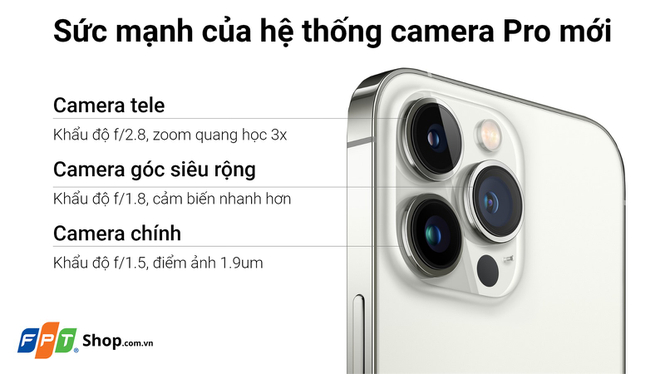 Sức mạnh của hệ thống camera Pro mới
Camera tele
Khẩu độ f/2.8, zoom quang học 3x
Camera góc siêu rộng
Khẩu độ f/1.8, cảm biến nhanh hơn
Camera chính
Khẩu độ f/1.5, điểm ảnh 1.9um
FPT® Shop.com.vn